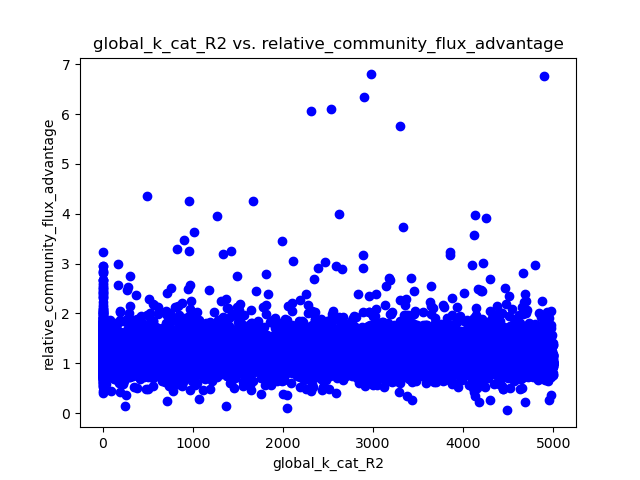 global_k_cat_R2 vs. relative_community_flux_advantage
7
6
5
4
3
2
1
0
relative_community_flux_advantage
0 1000 2000 3000 4000 5000
global_k_cat_R2